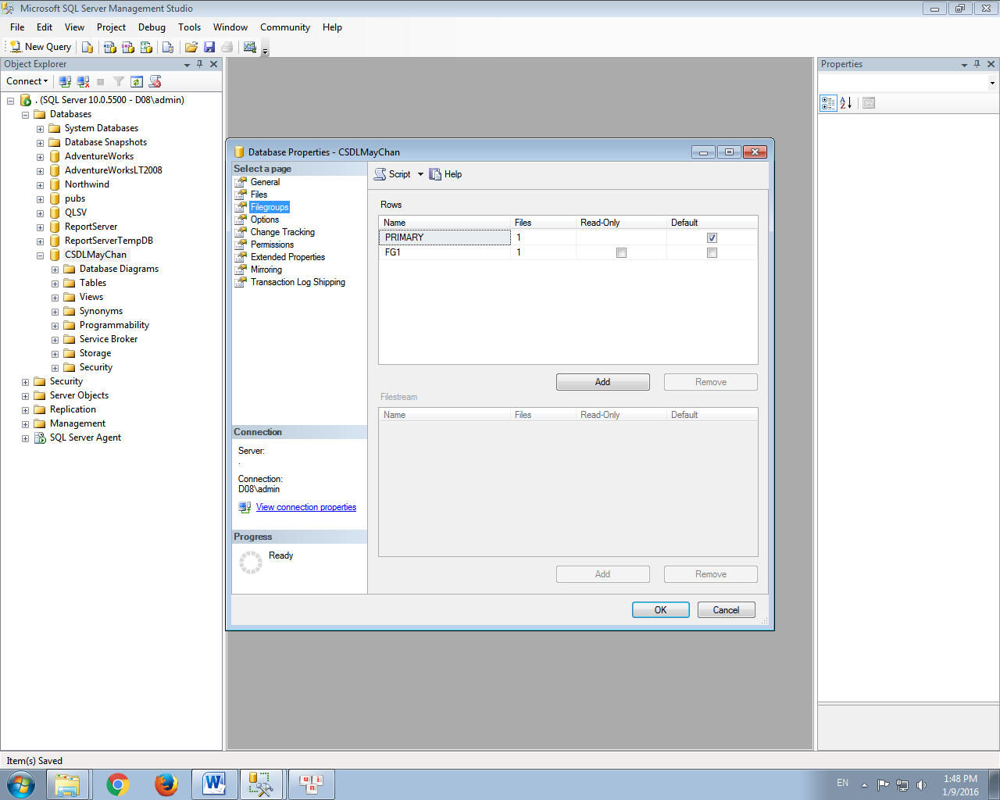 Microsoft SQL Server Management Studio
File Edit View Project Debug Tools Window Community Help
New Query
Object Explorer
Connect
. (SQL Server 10.0.5500 - D08\admin)
Databases
System Databases
Database Snapshots
AdventureWorks
AdventureWorksLT2008
Northwind
pubs
QLSV
ReportServer
ReportServerTempDB
CSDLMayChan
Database Diagrams
Tables
Views
Synonyms
Programmability
Service Broker
Storage
Security
Security
Server Objects
Replication
Management
SQL Server Agent
Database Properties - CSDLMayChan
Select a page
General
Files
Filegroups
Options
Change Tracking
Permissions
Extended Properties
Mirroring
Transaction Log Shipping
Connection
Server:
.
Connection:
D08\admin
View connection properties
Progress
Ready
Script Help
Rows
Name Files Read-Only Default
PRIMARY 1
FG1 1
Add Remove
Filestream
Name Files Read-Only Default
Add Remove
OK Cancel
Properties
Item(s) Saved
EN
1:48 PM
1/9/2016